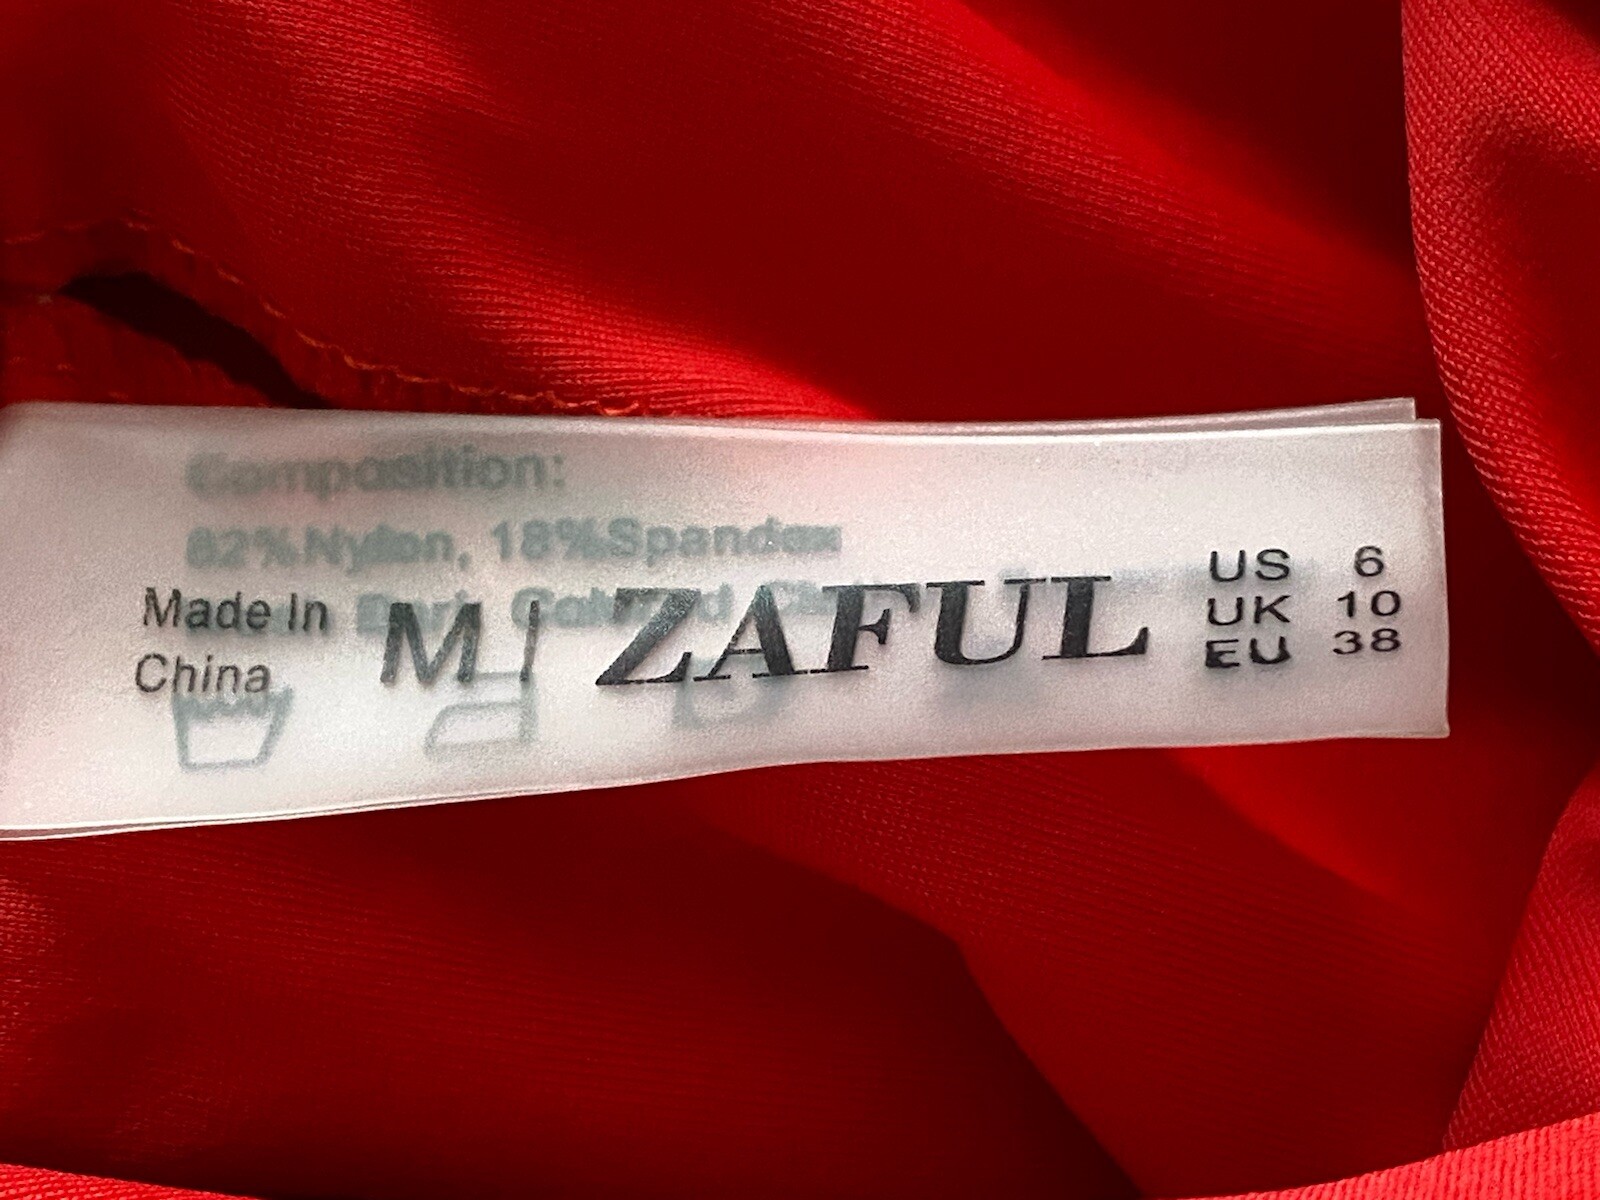 Composition:
82%Nylon, 18%Spandex
Made In
China
M | ZAFUL
US 6
UK 10
EU 38